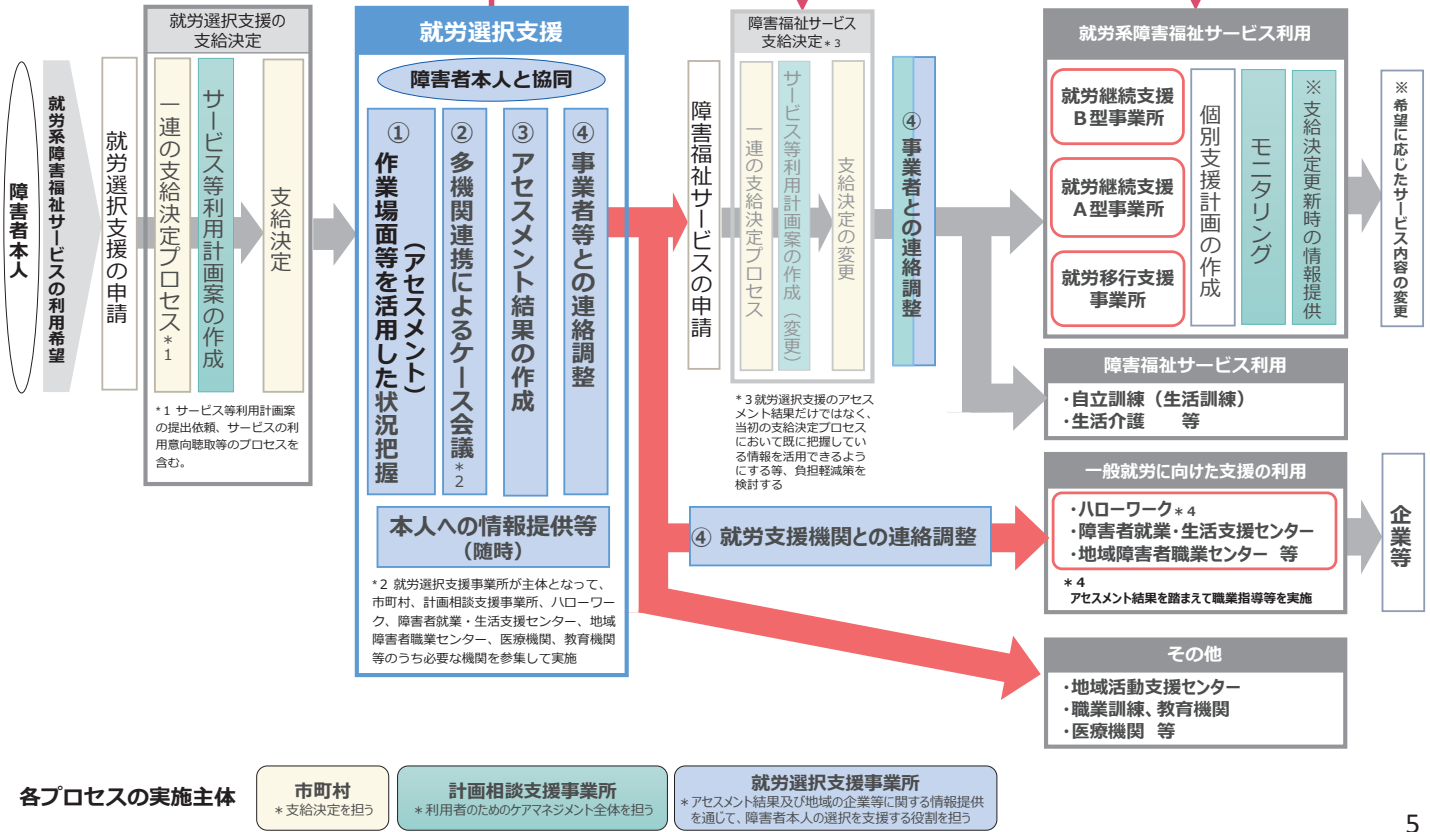 障害者本人
就労系障害福祉サービスの利用希望
就労選択支援の申請
就労選択支援の
支給決定
一連の支給決定プロセス*1
サービス等利用計画案の作成
支給決定
*1 サービス等利用計画案
の提出依頼、サービスの利
用意向聴取等のプロセスを
含む。
就労選択支援
障害者本人と協同
①
作業場面等を活用した状況把握
(アセスメント)
②
多機関連携によるケース会議*2
③
アセスメント結果の作成
④
事業者等との連絡調整
本人への情報提供等
(随時)
*2 就労選択支援事業所が主体となって、
市町村、計画相談支援事業所、ハローワー
ク、障害者就業・生活支援センター、地域
障害者職業センター、医療機関、教育機関
等のうち必要な機関を参集して実施
障害福祉サービスの申請
障害福祉サービス
支給決定*3
一連の支給決定プロセス
サービス等利用計画案の作成(変更)
支給決定の変更
*3就労選択支援のアセス
メント結果だけではなく、
当初の支給決定プロセス
において既に把握してい
る情報を活用できるよう
にする等、負担軽減策を
検討する
④事業者との連絡調整
④ 就労支援機関との連絡調整
就労系障害福祉サービス利用
就労継続支援
B型事業所
就労継続支援
A型事業所
就労移行支援
事業所
個別支援計画の作成
モニタリング
※支給決定更新時の情報提供
※希望に応じたサービス内容の変更
障害福祉サービス利用
・自立訓練(生活訓練)
・生活介護 等
一般就労に向けた支援の利用
・ハローワーク*4
・障害者就業・生活支援センター
・地域障害者職業センター 等
*4
アセスメント結果を踏まえて職業指導等を実施
企業等
その他
・地域活動支援センター
・職業訓練、教育機関
・医療機関 等
各プロセスの実施主体
市町村
*支給決定を担う
計画相談支援事業所
*利用者のためのケアマネジメント全体を担う
就労選択支援事業所
*アセスメント結果及び地域の企業等に関する情報提供
を通じて、障害者本人の選択を支援する役割を担う
5